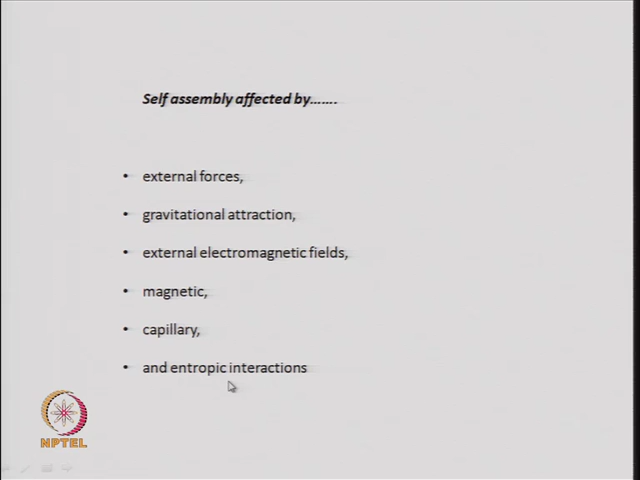 Self assembly affected by.......
• external forces,
• gravitational attraction,
• external electromagnetic fields,
• magnetic,
• capillary,
• and entropic interactions
NPTEL